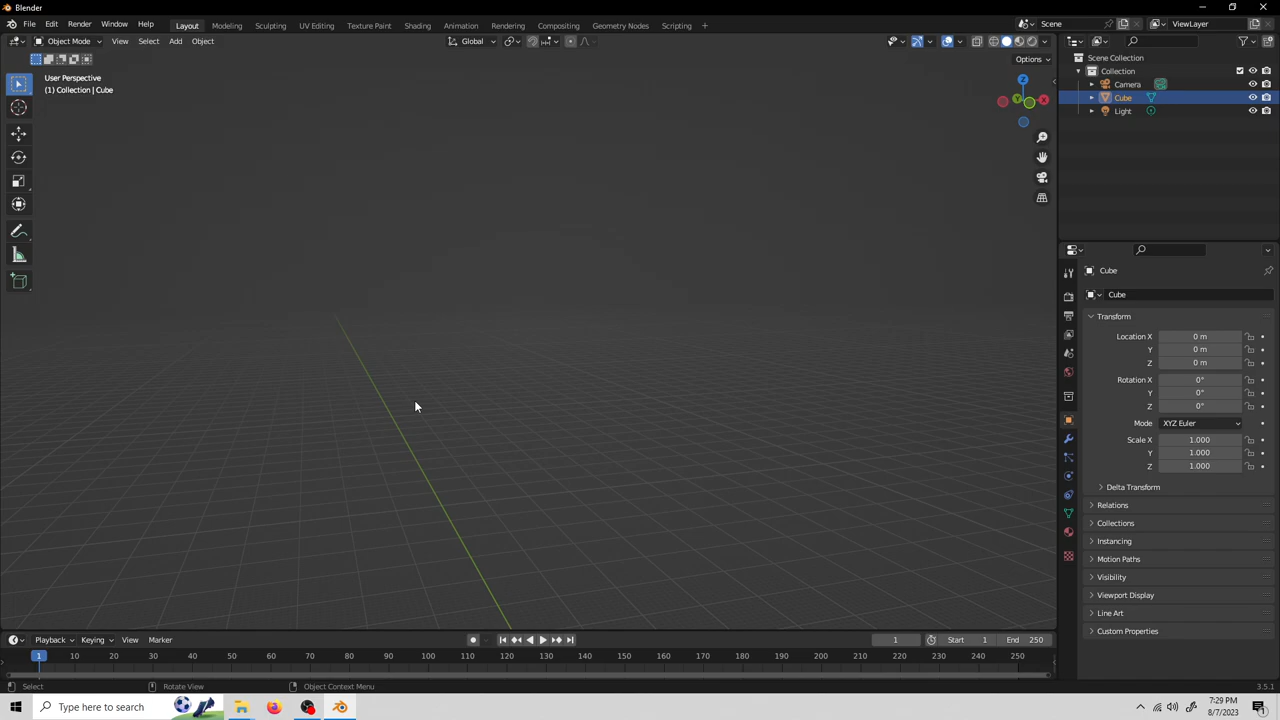 Blender
File Edit Render Window Help Layout Modeling Sculpting UV Editing Texture Paint Shading Animation Rendering Compositing Geometry Nodes Scripting + Scene ViewLayer
Object Mode View Select Add Object Global
Options
User Perspective
(1) Collection | Cube
Z
Y
X
Scene Collection
Collection
Camera
Cube
Light
Cube
Cube
Transform
Location X 0 m
Y 0 m
Z 0 m
Rotation X 0°
Y 0°
Z 0°
Mode XYZ Euler
Scale X 1.000
Y 1.000
Z 1.000
Delta Transform
Relations
Collections
Instancing
Motion Paths
Visibility
Viewport Display
Line Art
Custom Properties
Playback Keying View Marker 1 Start 1 End 250
1 10 20 30 40 50 60 70 80 90 100 110 120 130 140 150 160 170 180 190 200 210 220 230 240 250
Select Rotate View Object Context Menu 3.5.1
Type here to search
7:29 PM
8/7/2023
1